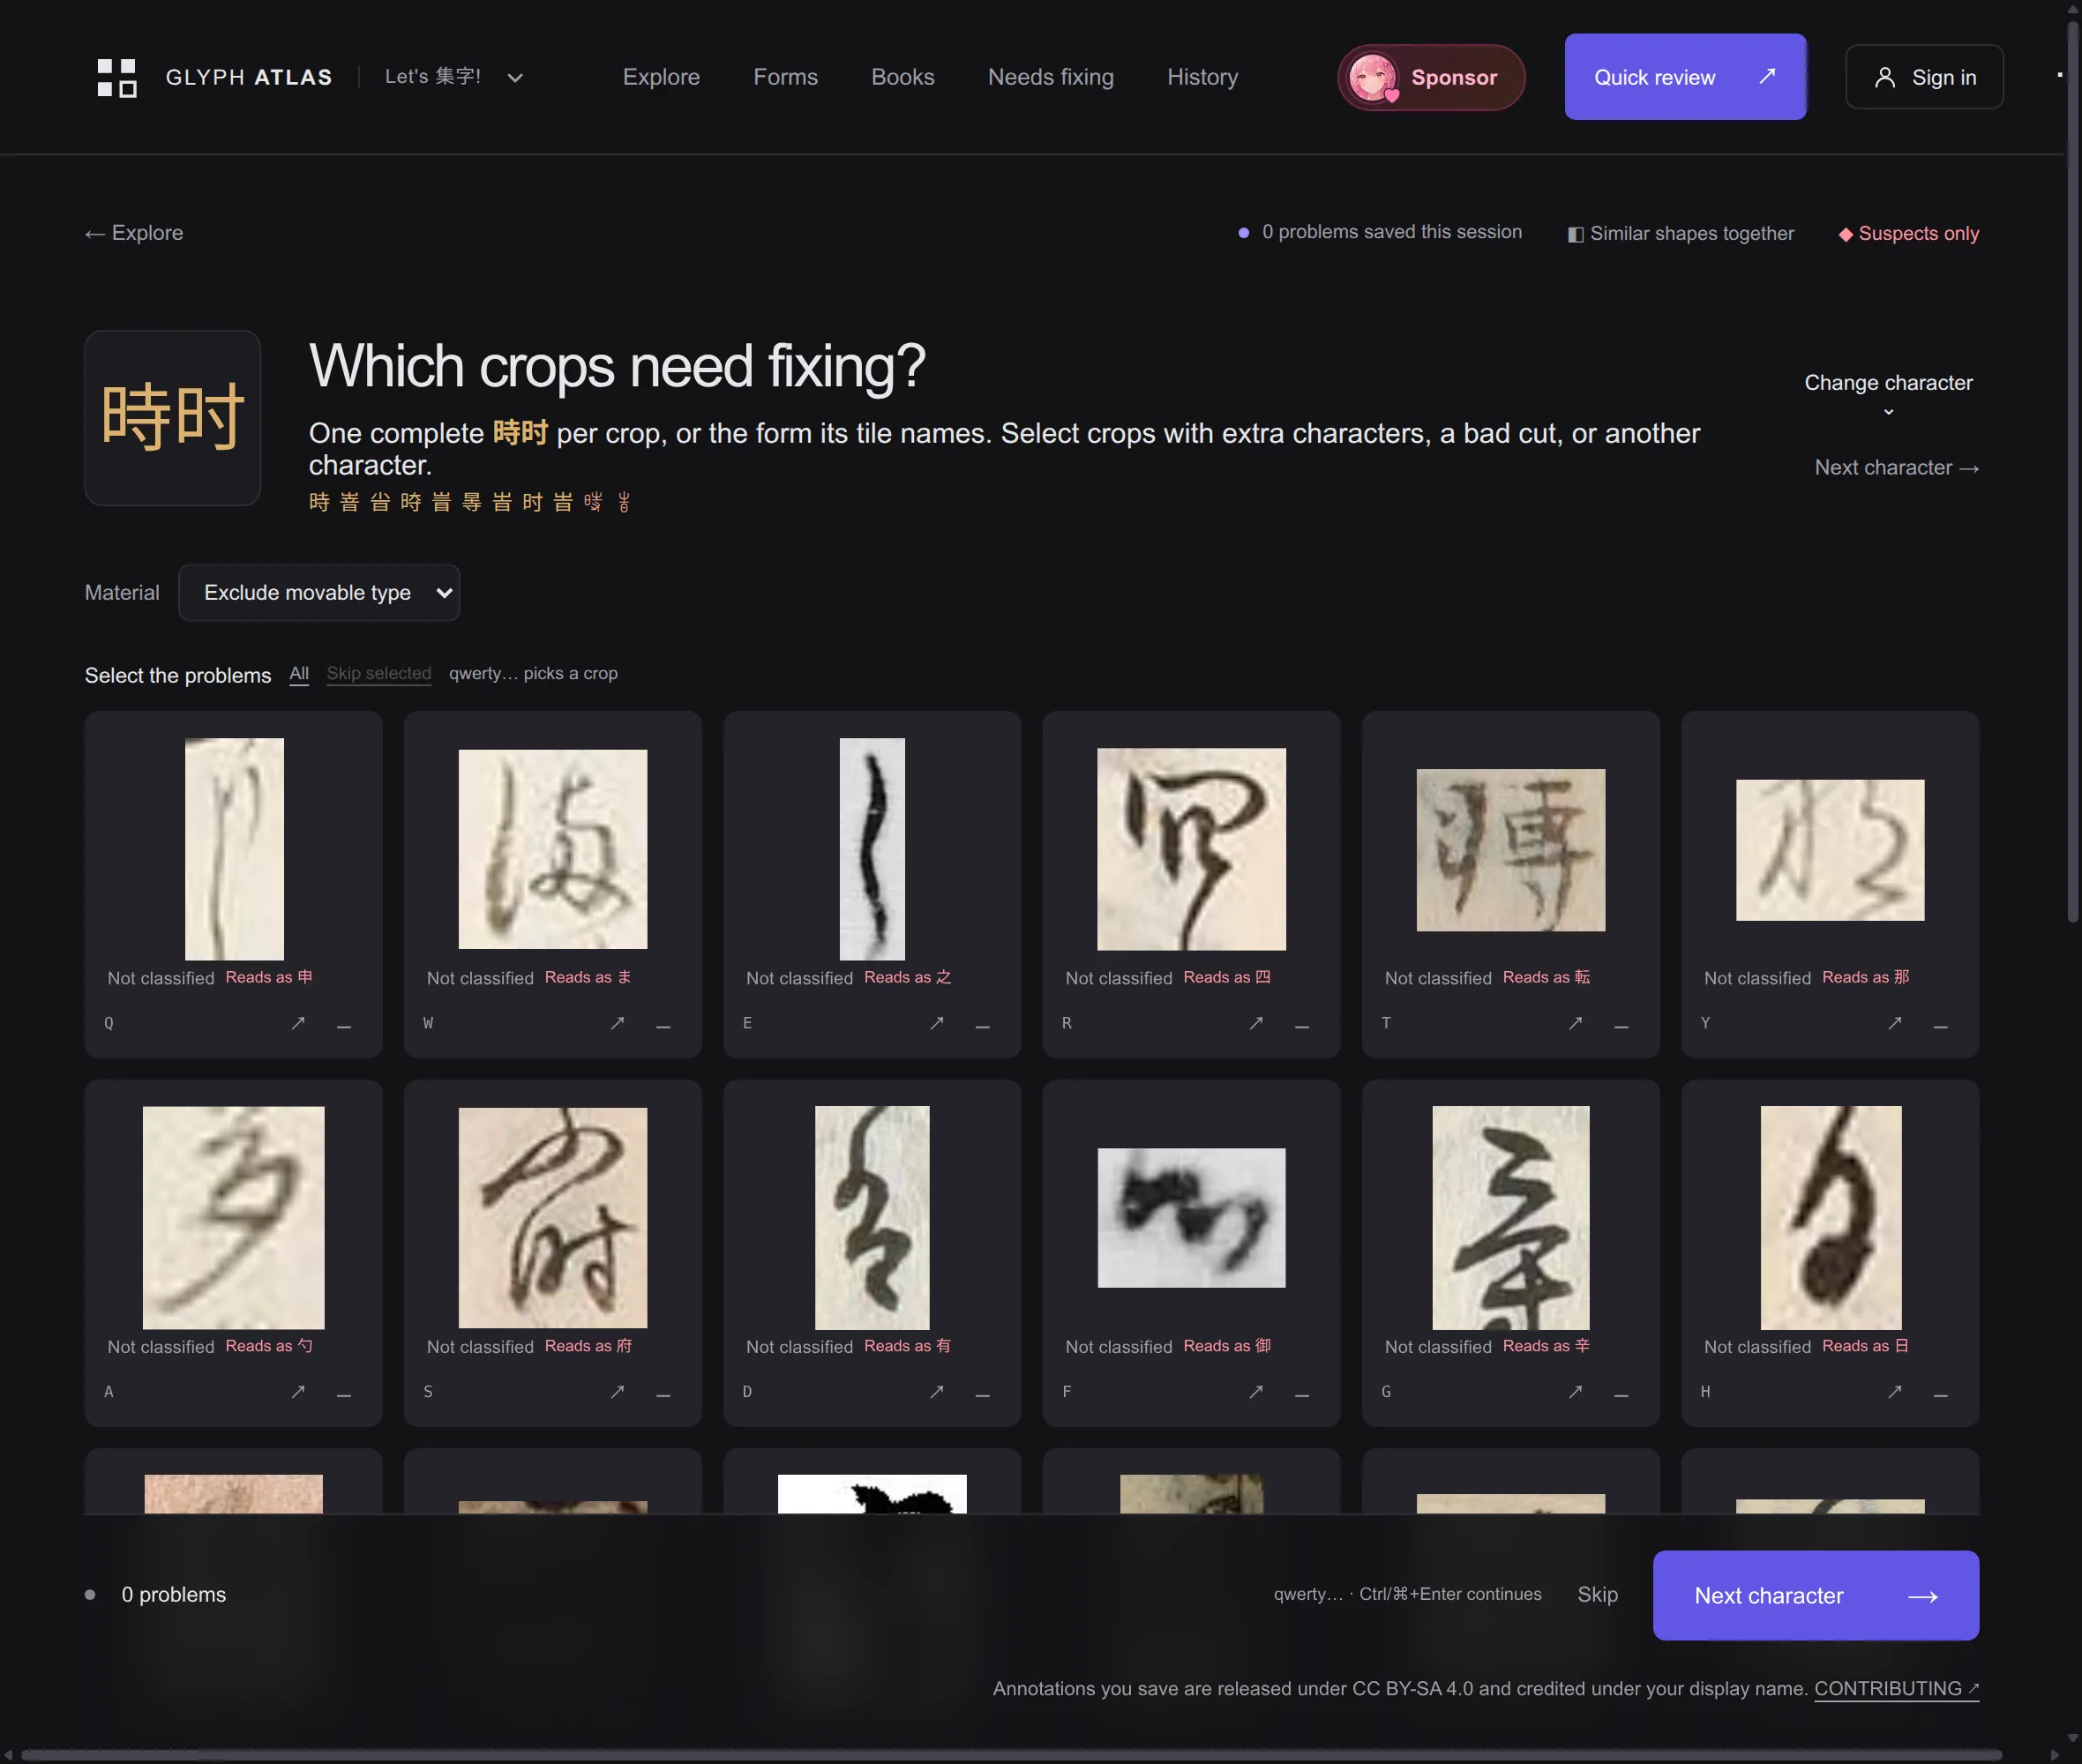 GLYPH ATLAS
Let's 集字!
Explore
Forms
Books
Needs fixing
History
Sponsor
Quick review ↗
Sign in
← Explore
0 problems saved this session
Similar shapes together
Suspects only
時时
Which crops need fixing?
One complete 時时 per crop, or the form its tile names. Select crops with extra characters, a bad cut, or another
character.
Change character
Next character →
Material
Exclude movable type
Select the problems
All
Skip selected
qwerty… picks a crop
Not classified Reads as 申
Q
Not classified Reads as ま
W
Not classified Reads as 之
E
Not classified Reads as 四
R
Not classified Reads as 転
T
Not classified Reads as 那
Y
Not classified Reads as 勺
A
Not classified Reads as 府
S
Not classified Reads as 有
D
Not classified Reads as 御
F
Not classified Reads as 辛
G
Not classified Reads as 日
H
0 problems
qwerty… · Ctrl/⌘+Enter continues
Skip
Next character →
Annotations you save are released under CC BY-SA 4.0 and credited under your display name. CONTRIBUTING ↗